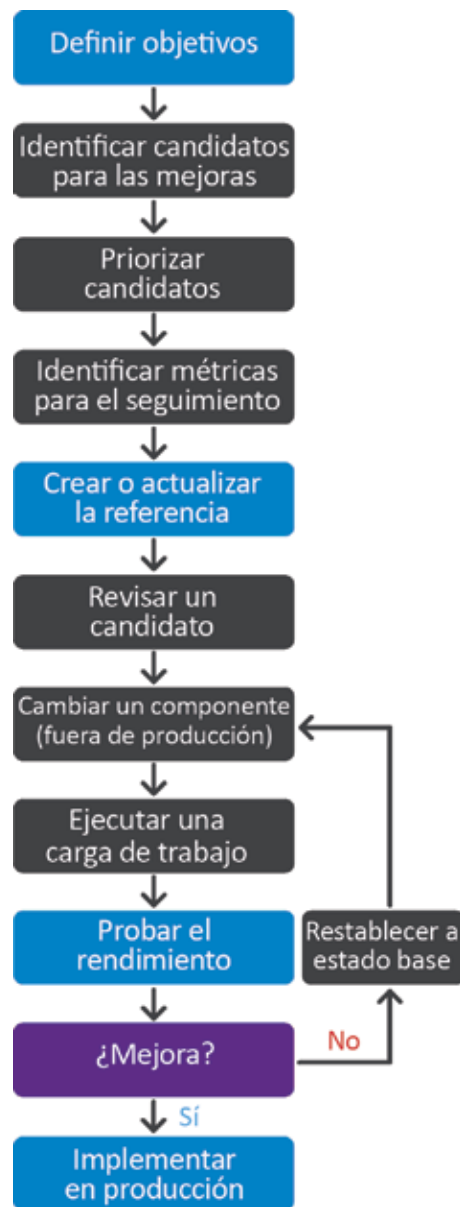 Definir objetivos
Identificar candidatos
para las mejoras
Priorizar
candidatos
Identificar métricas
para el seguimiento
Crear o actualizar
la referencia
Revisar un
candidato
Cambiar un componente
(fuera de producción)
Ejecutar una
carga de trabajo
Probar el
rendimiento
Restablecer a
estado base
¿Mejora?
No
Sí
Implementar
en producción